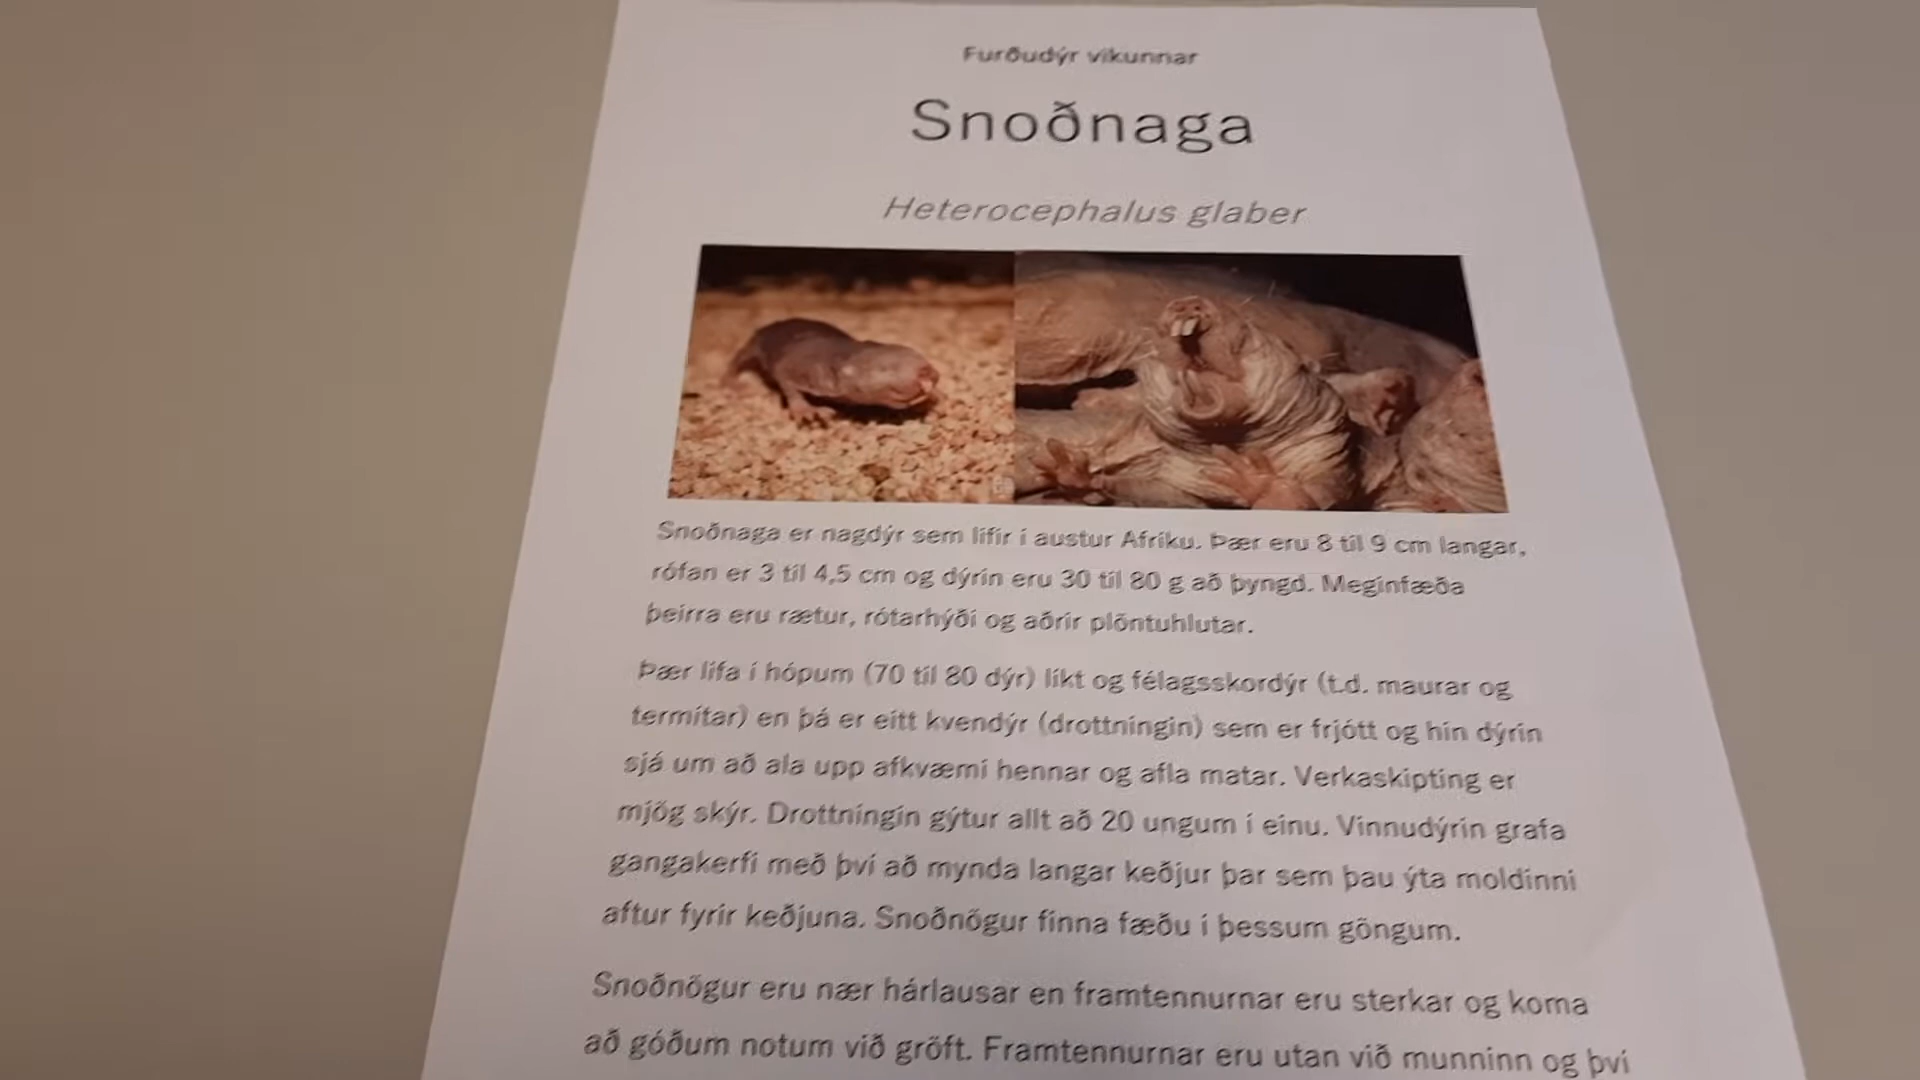 Furðudýr vikunnar
Snoðnaga
Heterocephalus glaber
Snoðnaga er nagdýr sem lifir í austur Afríku. Þær eru 8 til 9 cm langar,
rófan er 3 til 4,5 cm og dýrin eru 30 til 80 g að þyngd. Meginfæða
þeirra eru rætur, rótarhýði og aðrir plöntuhlutar.
Þær lifa í hópum (70 til 80 dýr) líkt og félagsskordýr (t.d. maurar og
termítar) en þá er eitt kvendýr (drottningin) sem er frjótt og hin dýrin
sjá um að ala upp afkvæmi hennar og afla matar. Verkaskipting er
mjög skýr. Drottningin gýtur allt að 20 ungum í einu. Vinnudýrin grafa
gangakerfi með því að mynda langar keðjur þar sem þau ýta moldinni
aftur fyrir keðjuna. Snoðnögur finna fæðu í þessum göngum.
Snoðnögur eru nær hárlausar en framtennurnar eru sterkar og koma
að góðum notum við gröft. Framtennurnar eru utan við munninn og því